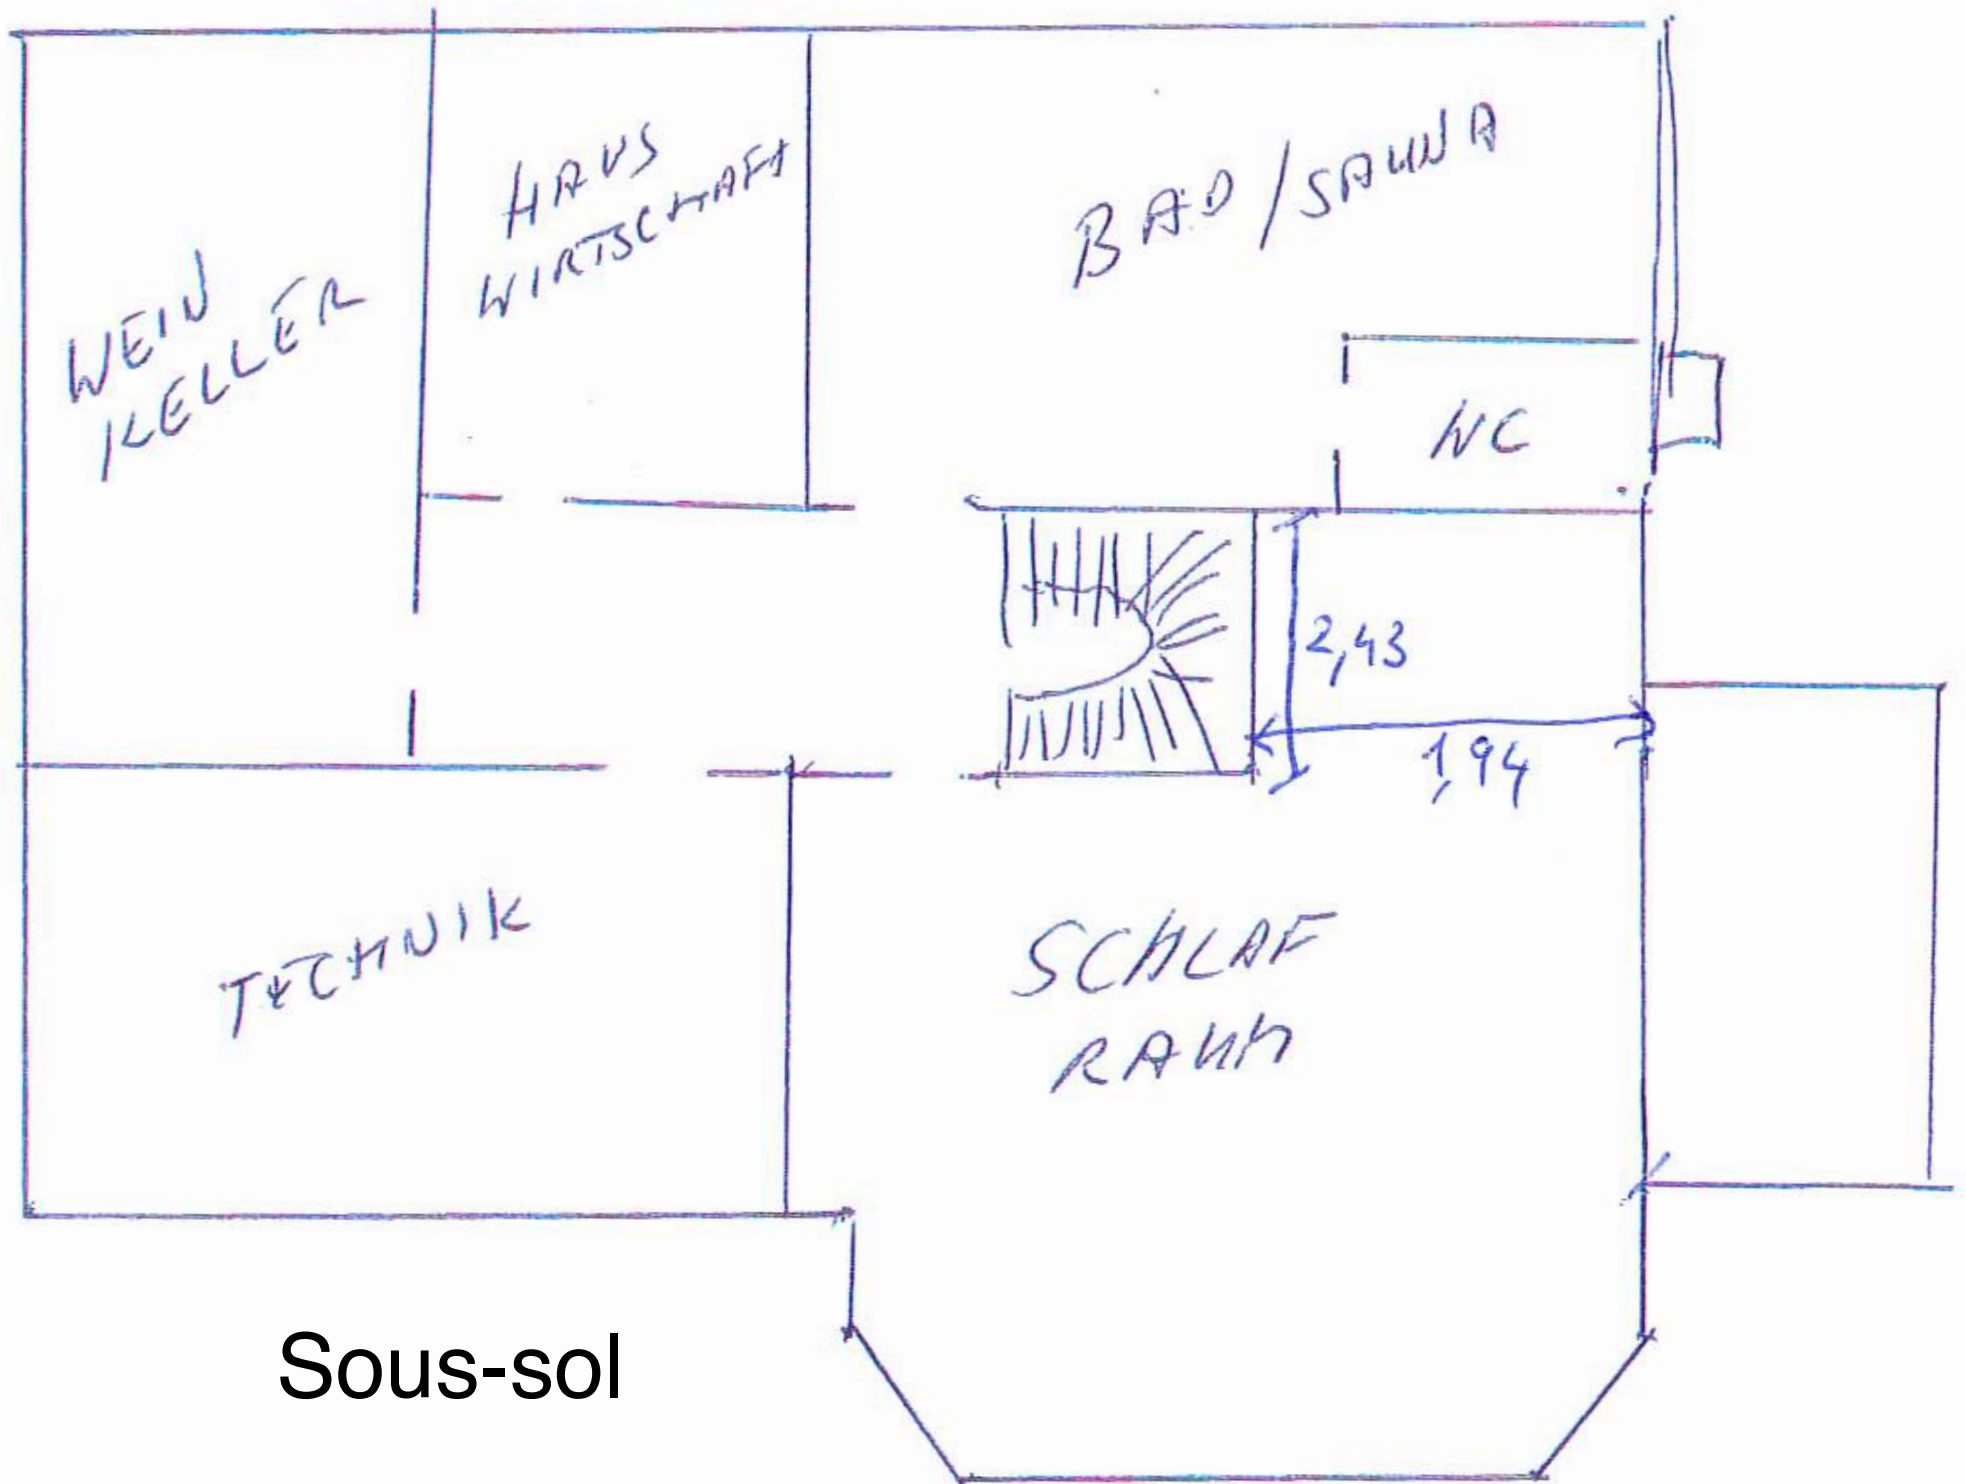 HAUS
WIRTSCHAFT
BAD/SAUNA
WEIN
KELLER
WC
2,43
1,94
TECHNIK
SCHLAF
RAUM
Sous-sol